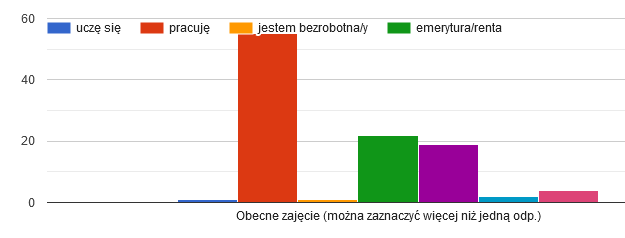 60
uczę się
pracuję
jestem bezrobotna/y
emerytura/renta
40
20
0
Obecne zajęcie (można zaznaczyć więcej niż jedną odp.)